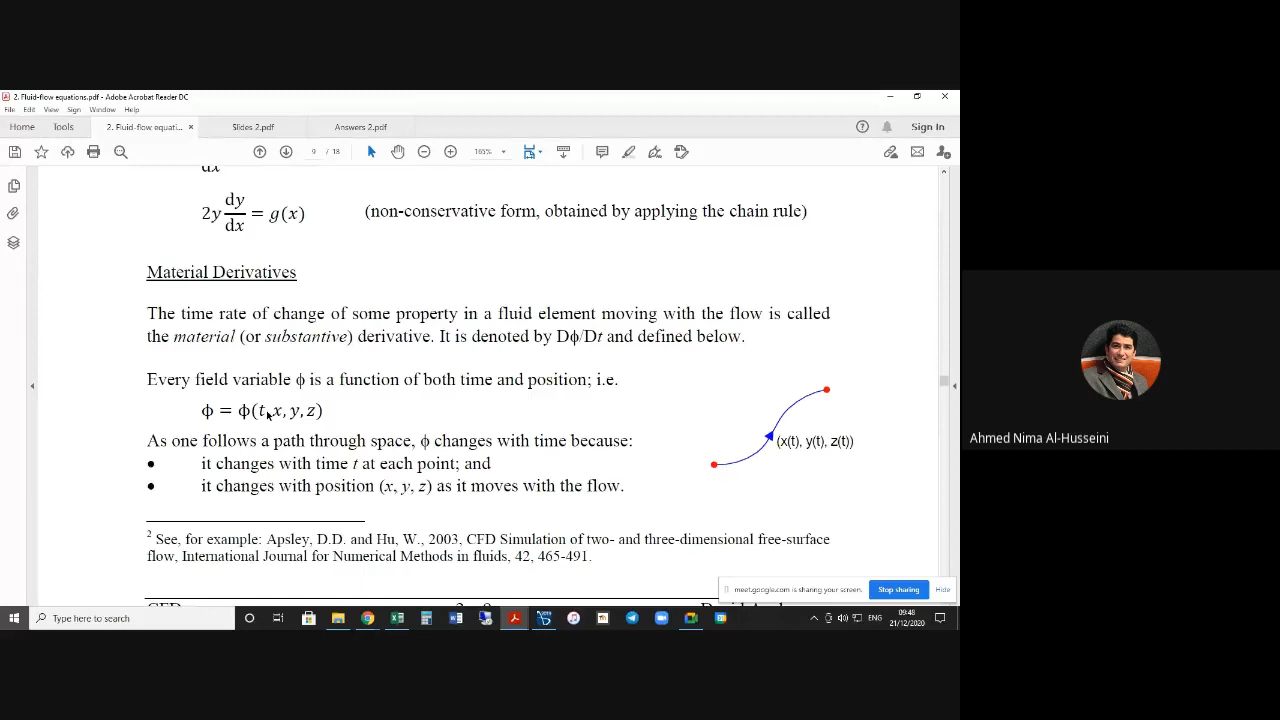 2. Fluid-flow equations.pdf - Adobe Acrobat Reader DC
File Edit View Sign Window Help
Home Tools 2. Fluid-flow equati... × Slides 2.pdf Answers 2.pdf Sign In
9 / 18 165%
dx
2y dy/dx = g(x) (non-conservative form, obtained by applying the chain rule)
Material Derivatives
The time rate of change of some property in a fluid element moving with the flow is called
the material (or substantive) derivative. It is denoted by Dϕ/Dt and defined below.
Every field variable ϕ is a function of both time and position; i.e.
ϕ = ϕ(t, x, y, z)
(x(t), y(t), z(t))
As one follows a path through space, ϕ changes with time because:
• it changes with time t at each point; and
• it changes with position (x, y, z) as it moves with the flow.
2 See, for example: Apsley, D.D. and Hu, W., 2003, CFD Simulation of two- and three-dimensional free-surface
flow, International Journal for Numerical Methods in fluids, 42, 465-491.
meet.google.com is sharing your screen. Stop sharing Hide
CFD
Type here to search
ENG
09:48
21/12/2020
Ahmed Nima Al-Husseini